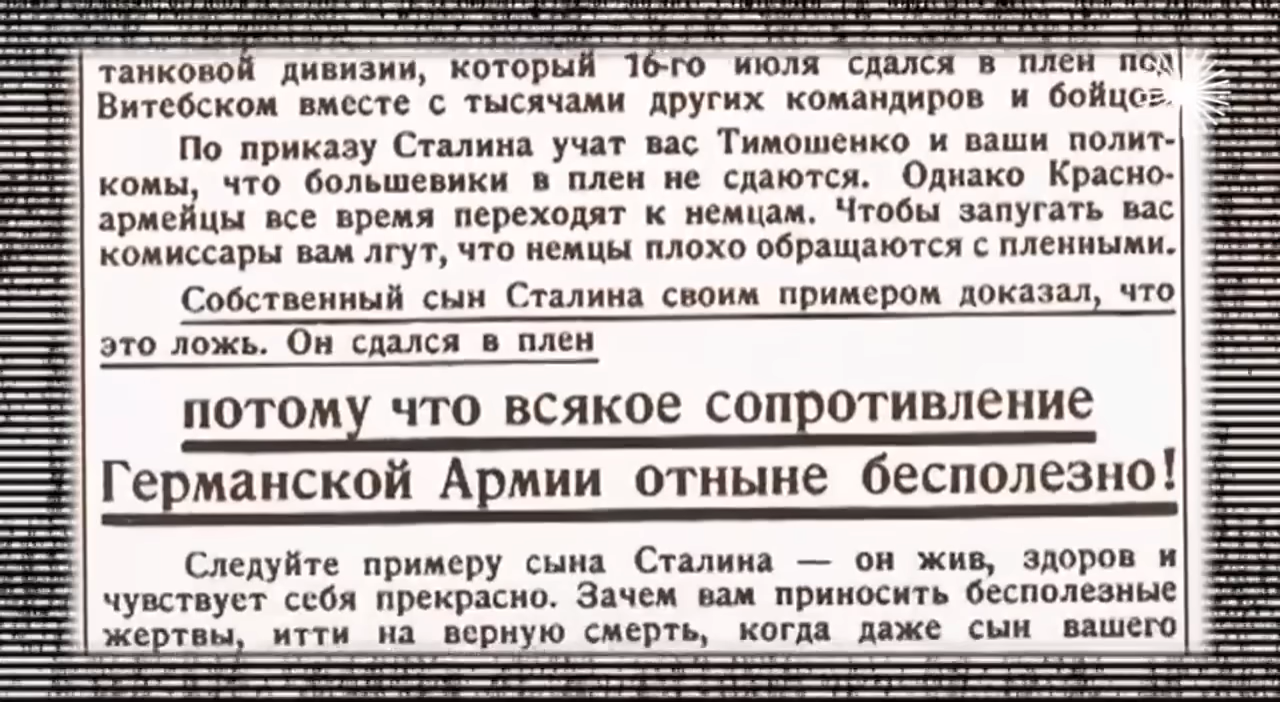 танковой дивизии, который 16-го июля сдался в плен под
Витебском вместе с тысячами других командиров и
По приказу Сталина учат вас Тимошенко и ваши полит-
комы, что большевики в плен не сдаются. Однако Красно-
армейцы все время переходят к немцам. Чтобы запугать вас
комиссары вам лгут, что немцы плохо обращаются с пленными.
Собственный сын Сталина своим примером доказал, что
это ложь. Он сдался в плен
потому что всякое сопротивление
Германской Армии отныне бесполезно!
Следуйте примеру сына Сталина — он жив, здоров и
чувствует себя прекрасно. Зачем вам приносить бесполезные
жертвы, итти на верную смерть, когда даже сын вашего